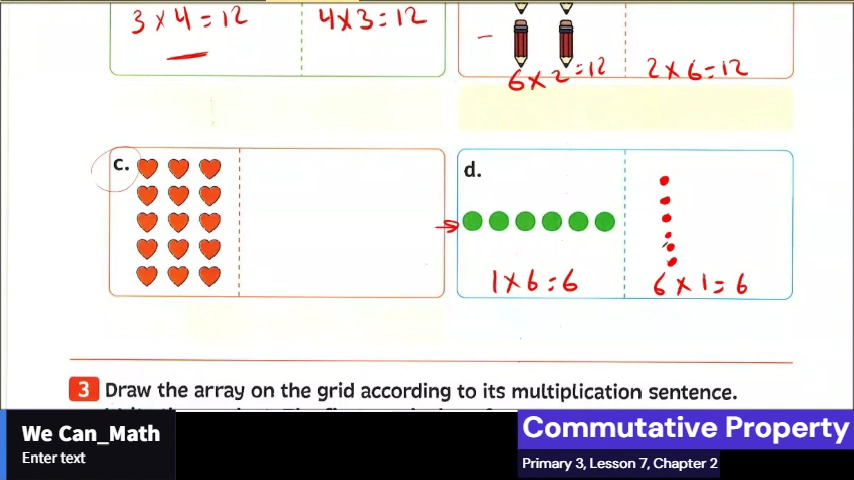 3 × 4 = 12
4 × 3 = 12
6 × 2 = 12
2 × 6 = 12
c.
d.
1 × 6 = 6
6 × 1 = 6
3 Draw the array on the grid according to its multiplication sentence.
We Can_Math
Enter text
Commutative Property
Primary 3, Lesson 7, Chapter 2